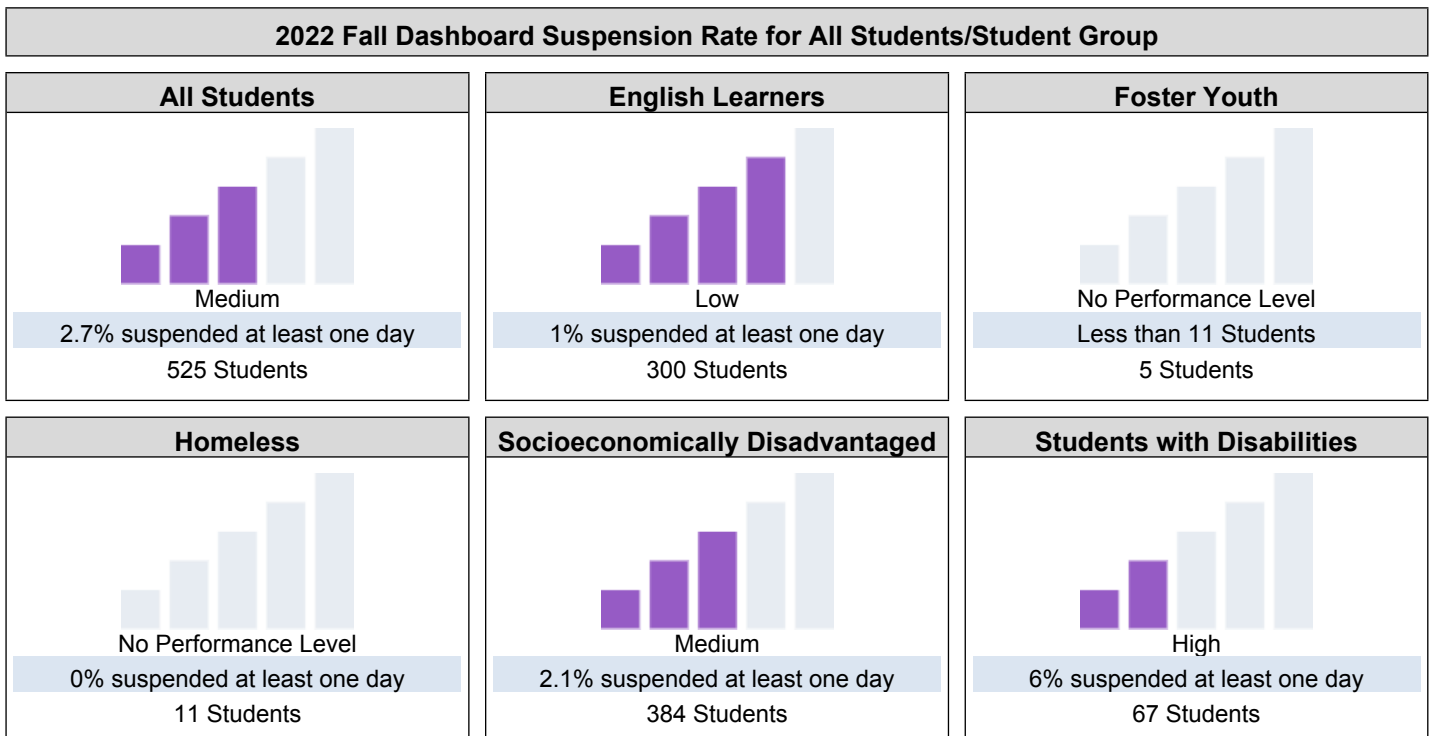 2022 Fall Dashboard Suspension Rate for All Students/Student Group
All Students
Medium
2.7% suspended at least one day
525 Students
English Learners
Low
1% suspended at least one day
300 Students
Foster Youth
No Performance Level
Less than 11 Students
5 Students
Homeless
No Performance Level
0% suspended at least one day
11 Students
Socioeconomically Disadvantaged
Medium
2.1% suspended at least one day
384 Students
Students with Disabilities
High
6% suspended at least one day
67 Students